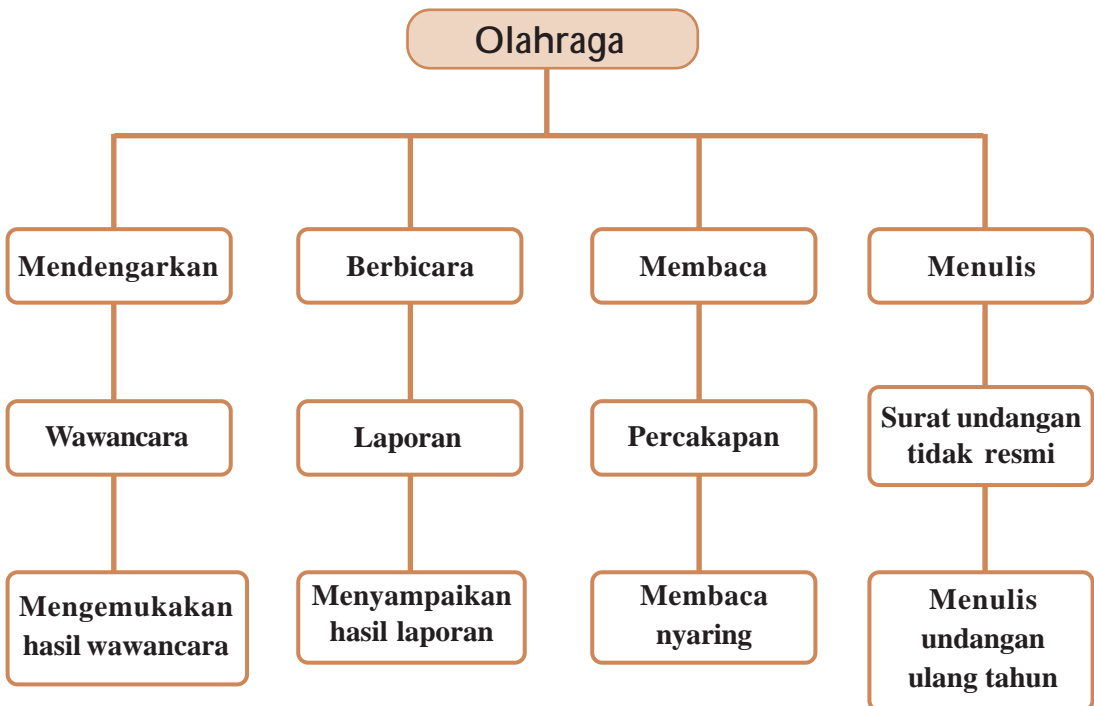 Olahraga
Mendengarkan
Berbicara
Membaca
Menulis
Wawancara
Laporan
Percakapan
Surat undangan
tidak resmi
Mengemukakan
hasil wawancara
Menyampaikan
hasil laporan
Membaca
nyaring
Menulis
undangan
ulang tahun